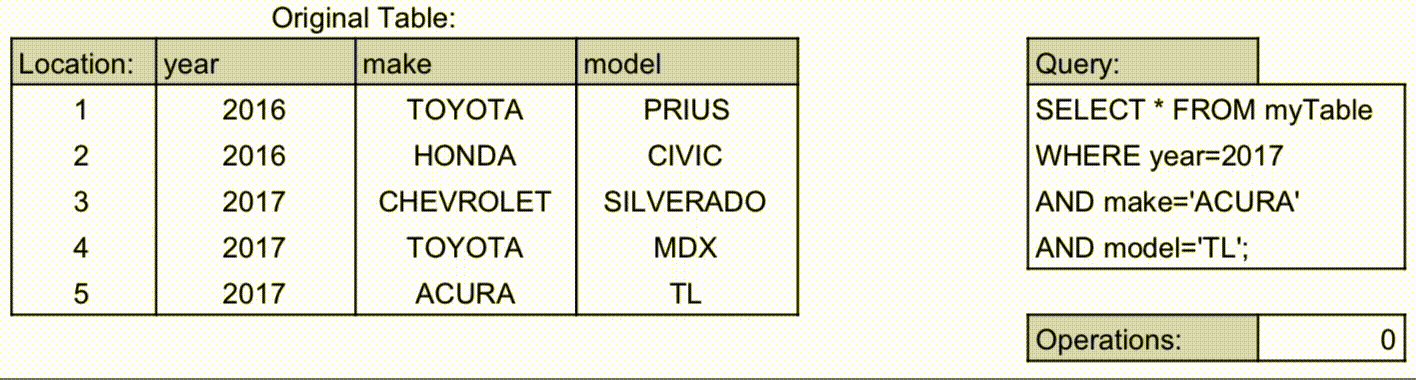 Original Table:
Location: year make model
1 2016 TOYOTA PRIUS
2 2016 HONDA CIVIC
3 2017 CHEVROLET SILVERADO
4 2017 TOYOTA MDX
5 2017 ACURA TL
Query:
SELECT * FROM myTable
WHERE year=2017
AND make='ACURA'
AND model='TL';
Operations: 0